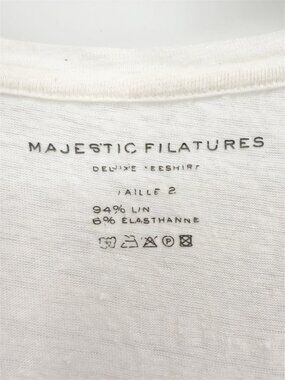 MAJESTIC FILATURES
DELUXE TEESHIRT
TAILLE 2
94% LIN
6% ELASTHANNE